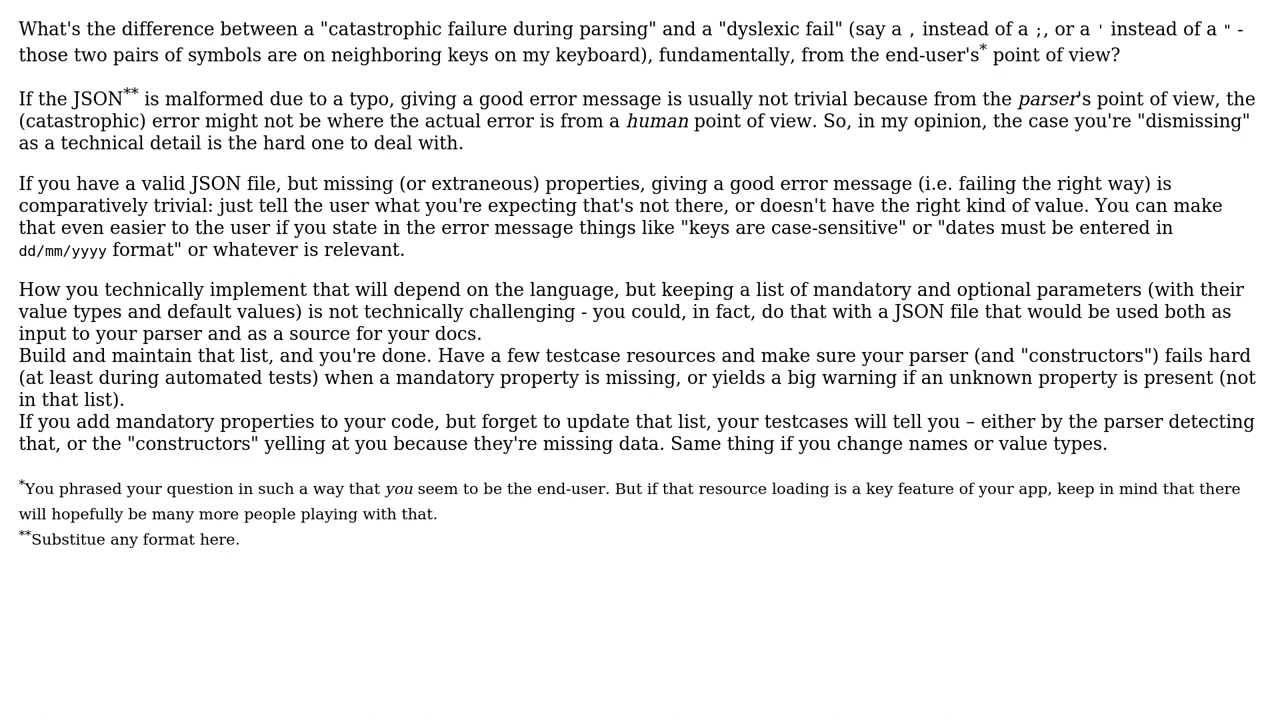 What's the difference between a "catastrophic failure during parsing" and a "dyslexic fail" (say a , instead of a ;, or a ' instead of a " -
those two pairs of symbols are on neighboring keys on my keyboard), fundamentally, from the end-user's* point of view?
If the JSON** is malformed due to a typo, giving a good error message is usually not trivial because from the parser's point of view, the
(catastrophic) error might not be where the actual error is from a human point of view. So, in my opinion, the case you're "dismissing"
as a technical detail is the hard one to deal with.
If you have a valid JSON file, but missing (or extraneous) properties, giving a good error message (i.e. failing the right way) is
comparatively trivial: just tell the user what you're expecting that's not there, or doesn't have the right kind of value. You can make
that even easier to the user if you state in the error message things like "keys are case-sensitive" or "dates must be entered in
dd/mm/yyyy format" or whatever is relevant.
How you technically implement that will depend on the language, but keeping a list of mandatory and optional parameters (with their
value types and default values) is not technically challenging - you could, in fact, do that with a JSON file that would be used both as
input to your parser and as a source for your docs.
Build and maintain that list, and you're done. Have a few testcase resources and make sure your parser (and "constructors") fails hard
(at least during automated tests) when a mandatory property is missing, or yields a big warning if an unknown property is present (not
in that list).
If you add mandatory properties to your code, but forget to update that list, your testcases will tell you – either by the parser detecting
that, or the "constructors" yelling at you because they're missing data. Same thing if you change names or value types.
*You phrased your question in such a way that you seem to be the end-user. But if that resource loading is a key feature of your app, keep in mind that there
will hopefully be many more people playing with that.
**Substitue any format here.